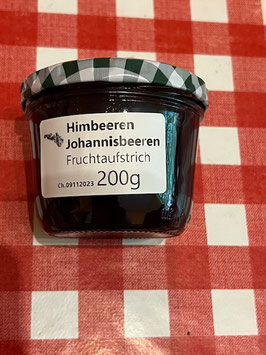 Himbeeren
Johannisbeeren
Fruchtaufstrich
Ch.09112023 200g